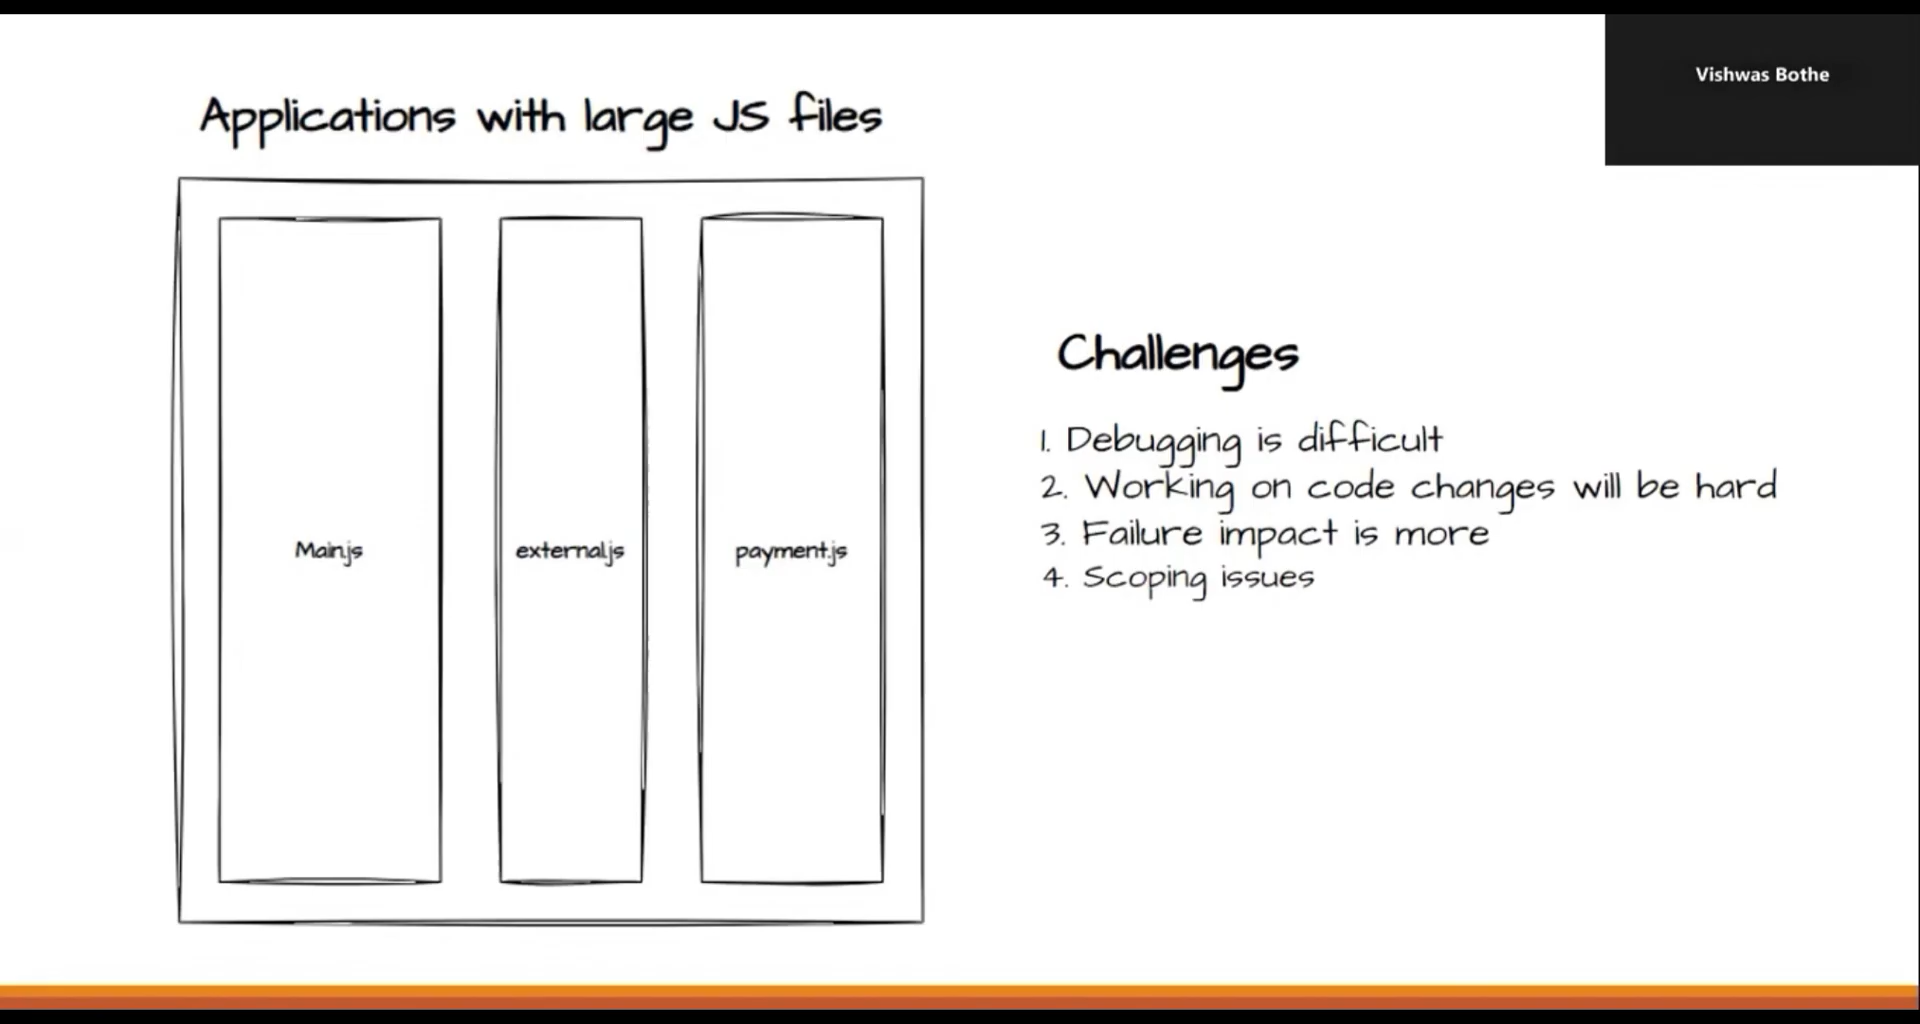 Vishwas Bothe
Applications with large JS files
Main.js
external.js
payment.js
Challenges
1. Debugging is difficult
2. Working on code changes will be hard
3. Failure impact is more
4. Scoping issues